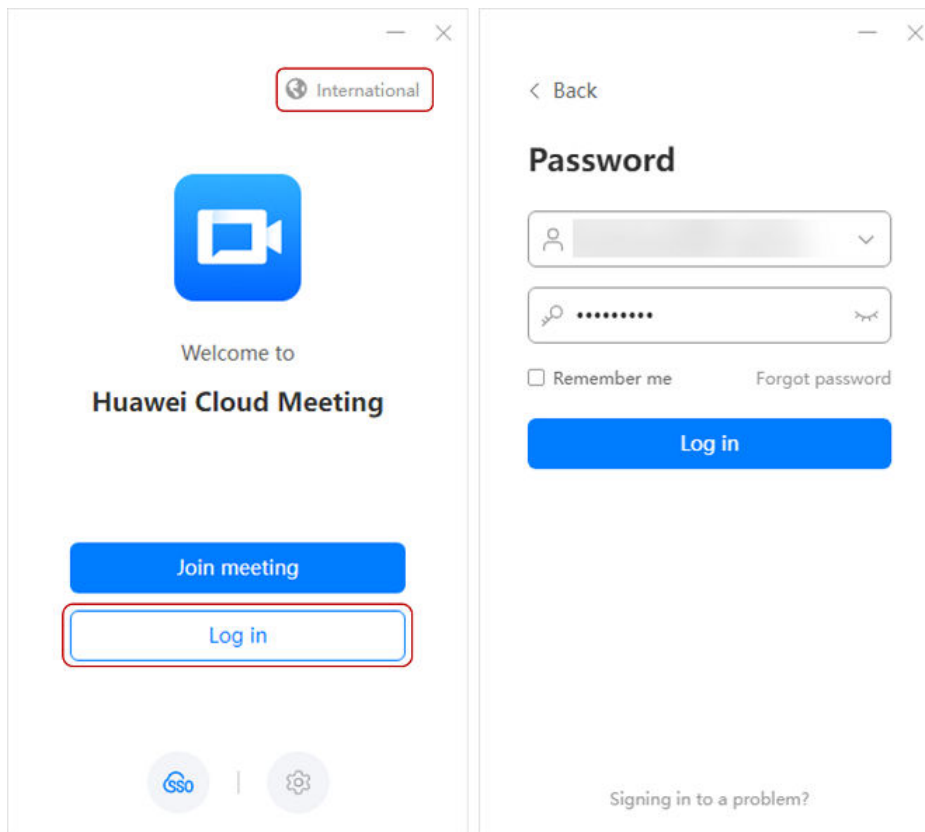 International
Welcome to
Huawei Cloud Meeting
Join meeting
Log in
SSO
Back
Password
•••••••••
Remember me
Forgot password
Log in
Signing in to a problem?